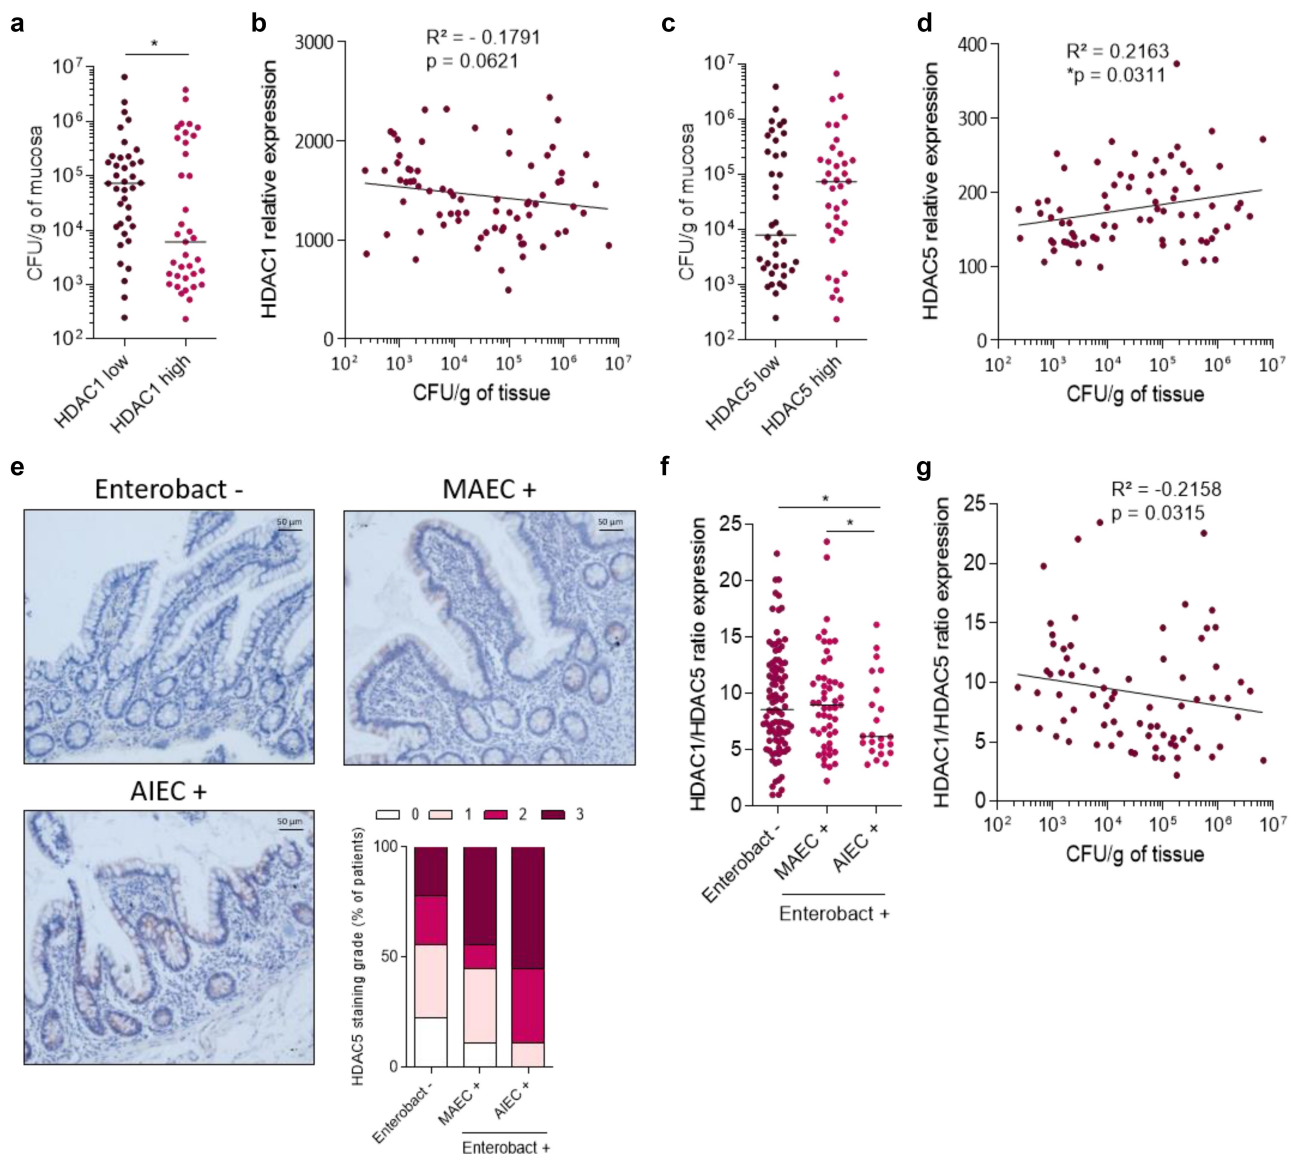 a
*
CFU/g of mucosa
10⁷
10⁶
10⁵
10⁴
10³
10²
HDAC1 low
HDAC1 high
b
R² = - 0.1791
p = 0.0621
HDAC1 relative expression
3000
2000
1000
0
10² 10³ 10⁴ 10⁵ 10⁶ 10⁷
CFU/g of tissue
c
CFU/g of mucosa
10⁷
10⁶
10⁵
10⁴
10³
10²
HDAC5 low
HDAC5 high
d
R² = 0.2163
*p = 0.0311
HDAC5 relative expression
400
300
200
100
0
10² 10³ 10⁴ 10⁵ 10⁶ 10⁷
CFU/g of tissue
e
Enterobact -
50 µm
MAEC +
50 µm
AIEC +
50 µm
0 1 2 3
HDAC5 staining grade (% of patients)
100
50
0
Enterobact -
MAEC +
AIEC +
Enterobact +
f
*
*
HDAC1/HDAC5 ratio expression
25
20
15
10
5
0
Enterobact -
MAEC +
AIEC +
Enterobact +
g
R² = -0.2158
p = 0.0315
HDAC1/HDAC5 ratio expression
25
20
15
10
5
0
10² 10³ 10⁴ 10⁵ 10⁶ 10⁷
CFU/g of tissue